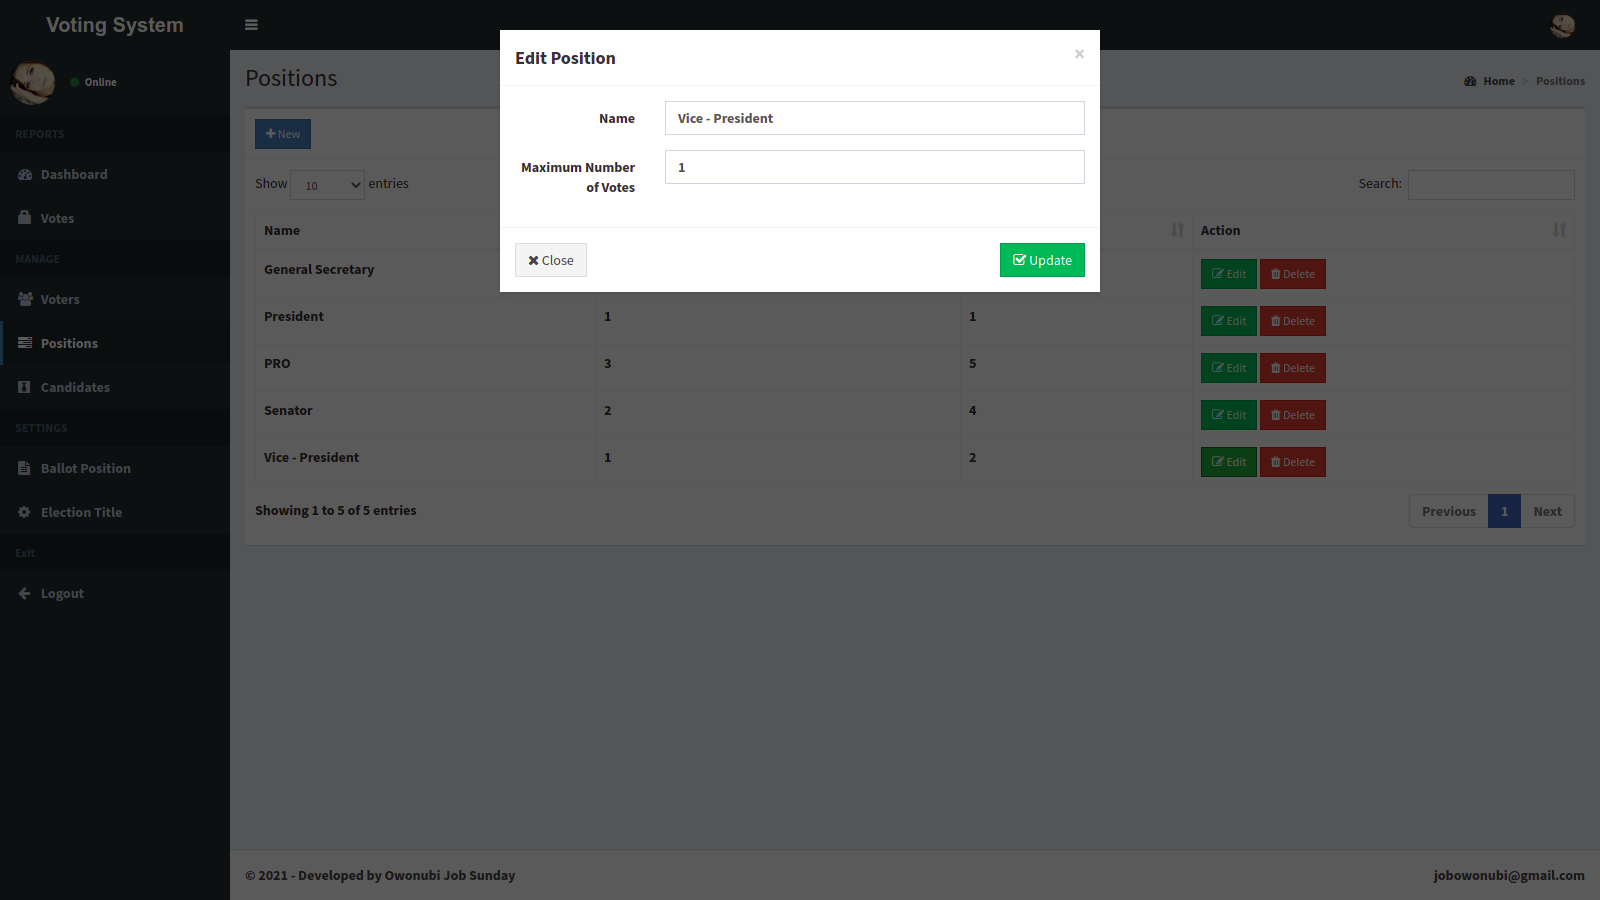 Voting System
Online
REPORTS
Dashboard
Votes
MANAGE
Voters
Positions
Candidates
SETTINGS
Ballot Position
Election Title
Exit
Logout
Positions
Home > Positions
New
Show 10 entries
Search:
Name Action
General Secretary Edit Delete
President 1 1 Edit Delete
PRO 3 5 Edit Delete
Senator 2 4 Edit Delete
Vice - President 1 2 Edit Delete
Showing 1 to 5 of 5 entries
Previous 1 Next
Edit Position ×
Name Vice - President
Maximum Number of Votes 1
Close Update
© 2021 - Developed by Owonubi Job Sunday
jobowonubi@gmail.com